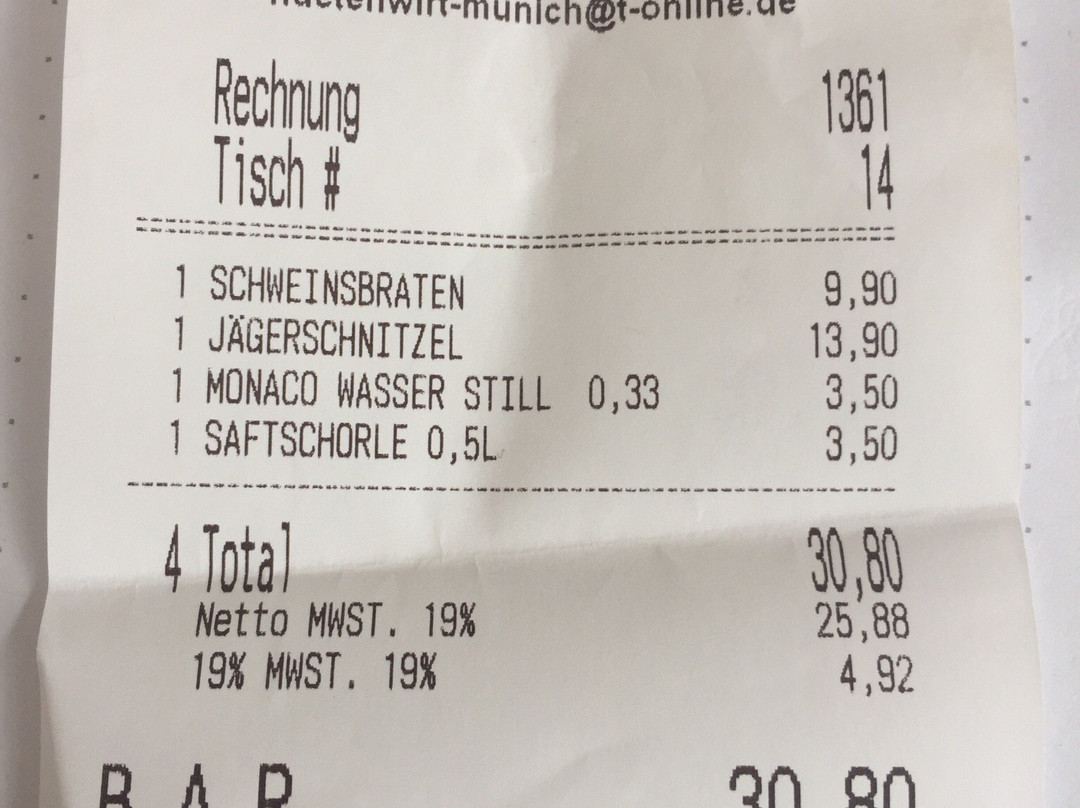 Rechnung 1361
Tisch # 14
1 SCHWEINSBRATEN 9,90
1 JÄGERSCHNITZEL 13,90
1 MONACO WASSER STILL 0,33 3,50
1 SAFTSCHORLE 0,5L 3,50
4 Total 30,80
Netto MWST. 19% 25,88
19% MWST. 19% 4,92
B A R 30,80